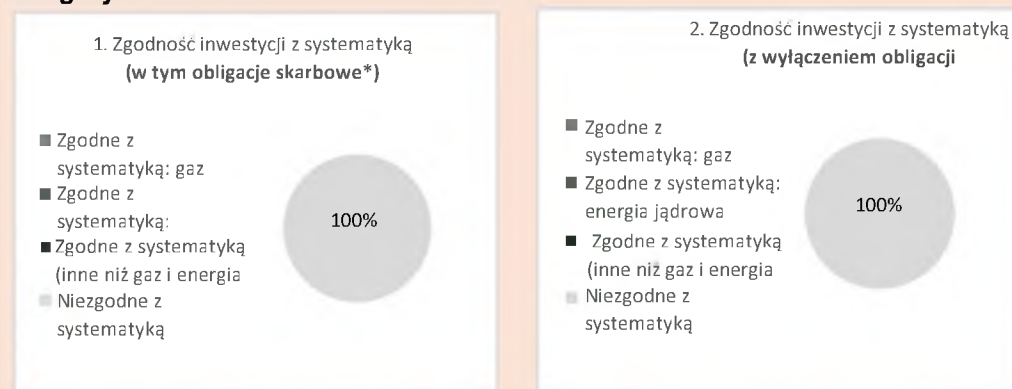 1. Zgodność inwestycji z systematyką
(w tym obligacje skarbowe*)
Zgodne z
systematyką: gaz
Zgodne z
systematyką:
Zgodne z systematyką
(inne niż gaz i energia
Niezgodne z
systematyką
100%
2. Zgodność inwestycji z systematyką
(z wyłączeniem obligacji
Zgodne z
systematyką: gaz
Zgodne z systematyką:
energia jądrowa
Zgodne z systematyką
(inne niż gaz i energia
Niezgodne z
systematyką
100%